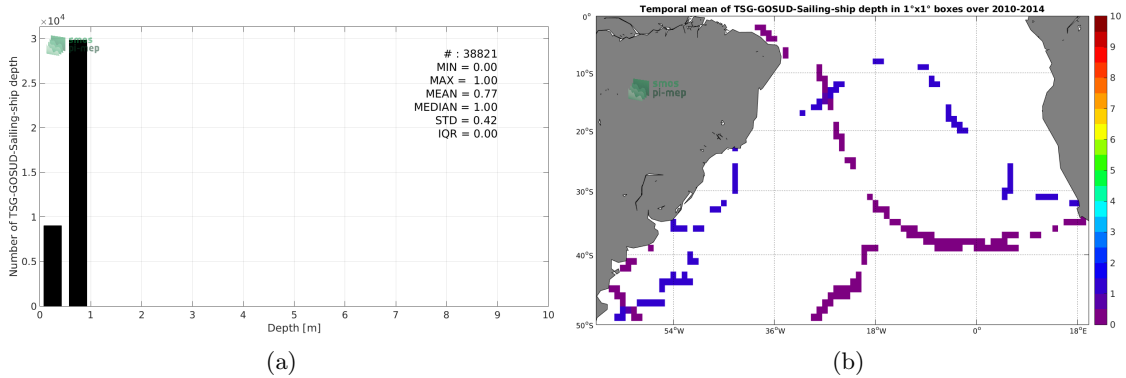 ×10⁴
3
2.5
2
1.5
1
0.5
0
Number of TSG-GOSUD-Sailing-ship depth
smos
pi-mep
# : 38821
MIN = 0.00
MAX = 1.00
MEAN = 0.77
MEDIAN = 1.00
STD = 0.42
IQR = 0.00
0 1 2 3 4 5 6 7 8 9 10
Depth [m]
(a)
Temporal mean of TSG-GOSUD-Sailing-ship depth in 1°x1° boxes over 2010-2014
0°
10°S
20°S
30°S
40°S
50°S
smos
pi-mep
54°W 36°W 18°W 0° 18°E
10
9
8
7
6
5
4
3
2
1
0
(b)